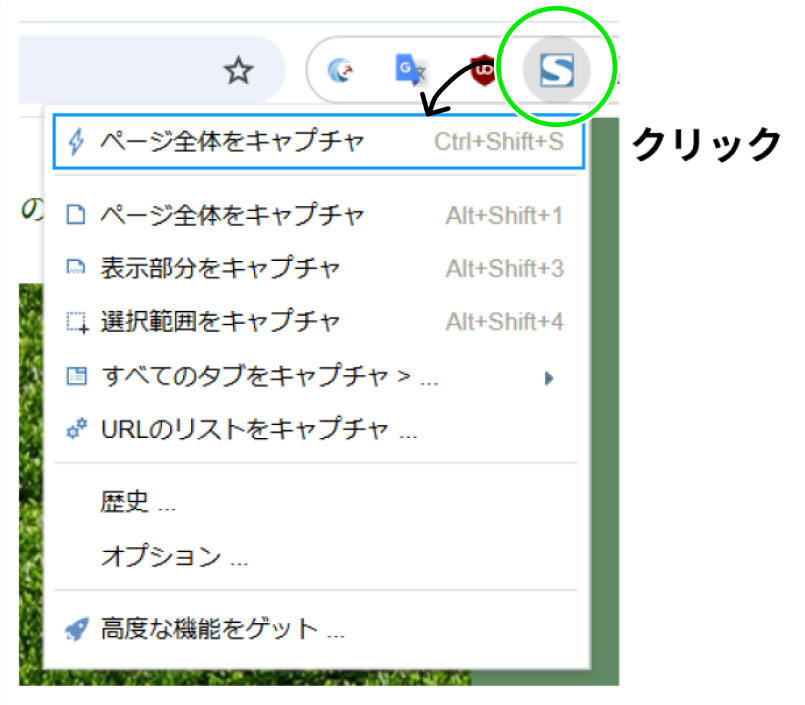 クリック
ページ全体をキャプチャ Ctrl+Shift+S
の
ページ全体をキャプチャ Alt+Shift+1
表示部分をキャプチャ Alt+Shift+3
選択範囲をキャプチャ Alt+Shift+4
すべてのタブをキャプチャ > ...
URLのリストをキャプチャ ...
歴史 ...
オプション ...
高度な機能をゲット ...